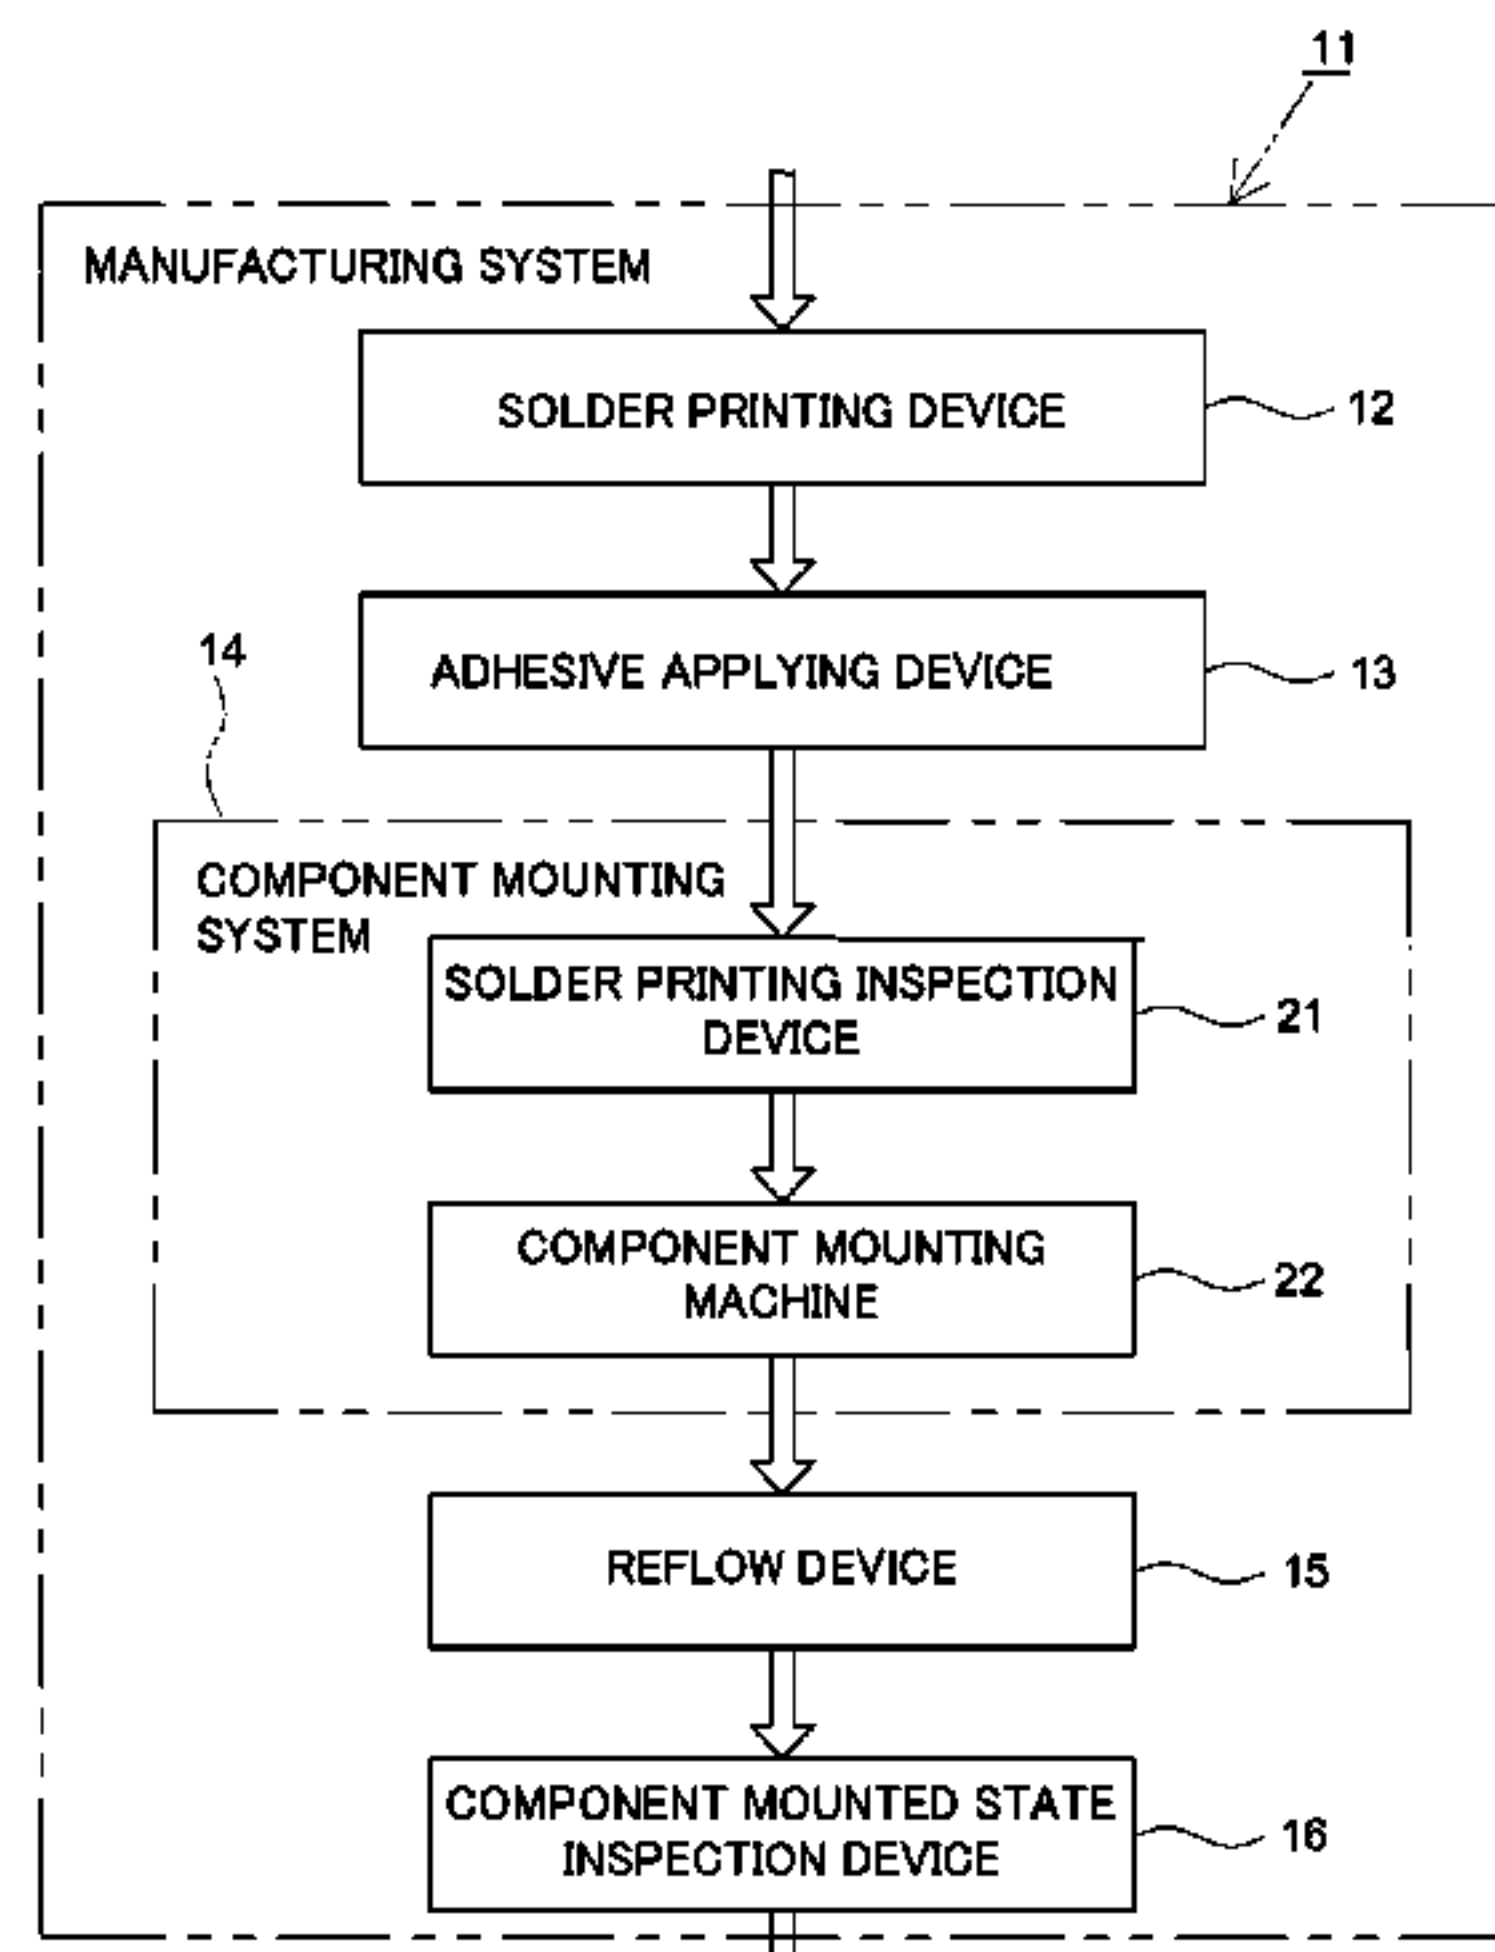 11
MANUFACTURING SYSTEM
SOLDER PRINTING DEVICE
12
14
ADHESIVE APPLYING DEVICE
13
COMPONENT MOUNTING
SYSTEM
SOLDER PRINTING INSPECTION
DEVICE
21
COMPONENT MOUNTING
MACHINE
22
REFLOW DEVICE
15
COMPONENT MOUNTED STATE
INSPECTION DEVICE
16